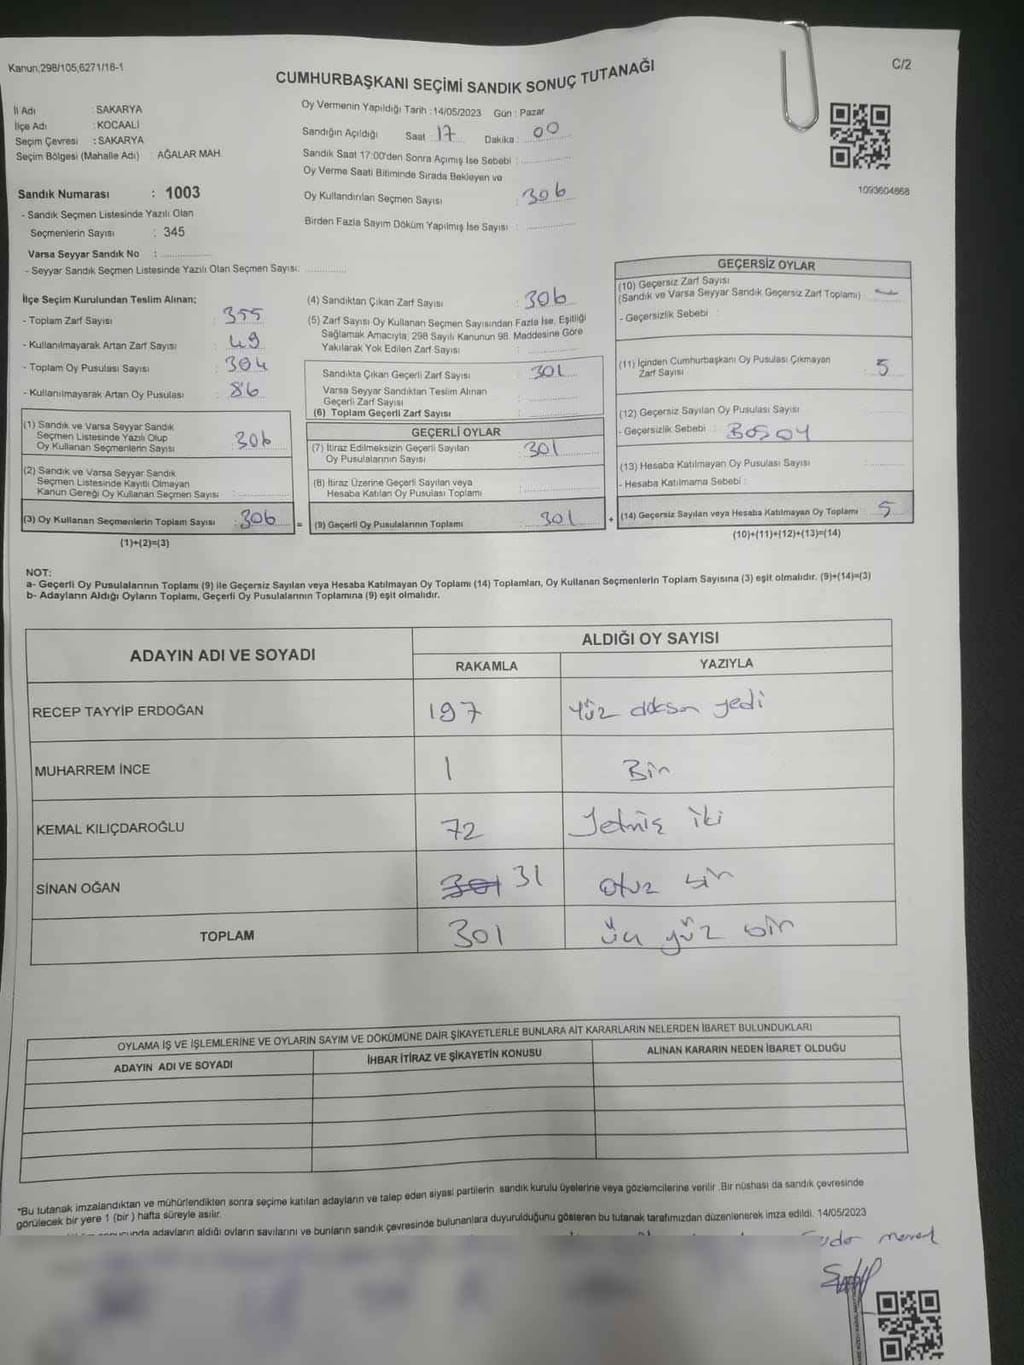 Kanun,298/105,6271/16-1
C/2
CUMHURBAŞKANI SEÇİMİ SANDIK SONUÇ TUTANAĞI
İl Adı : SAKARYA
İlçe Adı : KOCAALİ
Seçim Çevresi : SAKARYA
Seçim Bölgesi (Mahalle Adı) : AĞALAR MAH.
Sandık Numarası : 1003
- Sandık Seçmen Listesinde Yazılı Olan
Seçmenlerin Sayısı : 345
Varsa Seyyar Sandık No :
- Seyyar Sandık Seçmen Listesinde Yazılı Olan Seçmen Sayısı:
Oy Vermenin Yapıldığı Tarih : 14/05/2023 Gün : Pazar
Sandığın Açıldığı Saat 17 Dakika : 00
Sandık Saat 17:00'den Sonra Açımış İse Sebebi :
Oy Verme Saati Bitiminde Sırada Bekleyen ve
Oy Kullandırılan Seçmen Sayısı : 306
Birden Fazla Sayım Döküm Yapılmış İse Sayısı :
1093604868
İlçe Seçim Kurulundan Teslim Alınan;
- Toplam Zarf Sayısı : 355
- Kullanılmayarak Artan Zarf Sayısı : 49
- Toplam Oy Pusulası Sayısı : 304
- Kullanılmayarak Artan Oy Pusulası : 86
(1) Sandık ve Varsa Seyyar Sandık
Seçmen Listesinde Yazılı Olup
Oy Kullanan Seçmenlerin Sayısı : 306
(2) Sandık ve Varsa Seyyar Sandık
Seçmen Listesinde Kayıtlı Olmayan
Kanun Gereği Oy Kullanan Seçmen Sayısı :
(3) Oy Kullanan Seçmenlerin Toplam Sayısı : 306
(1)+(2)=(3)
(4) Sandıktan Çıkan Zarf Sayısı : 306
(5) Zarf Sayısı Oy Kullanan Seçmen Sayısından Fazla İse, Eşitliği
Sağlamak Amacıyla, 298 Sayılı Kanunun 98. Maddesine Göre
Yakılarak Yok Edilen Zarf Sayısı :
Sandıkta Çıkan Geçerli Zarf Sayısı : 301
Varsa Seyyar Sandıktan Teslim Alınan
Geçerli Zarf Sayısı :
(6) Toplam Geçerli Zarf Sayısı :
GEÇERLİ OYLAR
(7) İtiraz Edilmeksizin Geçerli Sayılan
Oy Pusulalarının Sayısı : 301
(8) İtiraz Üzerine Geçerli Sayılan veya
Hesaba Katılan Oy Pusulası Toplamı :
= (9) Geçerli Oy Pusulalarının Toplamı : 301
GEÇERSİZ OYLAR
(10) Geçersiz Zarf Sayısı
(Sandık ve Varsa Seyyar Sandık Geçersiz Zarf Toplamı) : -
- Geçersizlik Sebebi :
(11) İçinden Cumhurbaşkanı Oy Pusulası Çıkmayan
Zarf Sayısı : 5
(12) Geçersiz Sayılan Oy Pusulası Sayısı :
- Geçersizlik Sebebi : BOŞ OY
(13) Hesaba Katılmayan Oy Pusulası Sayısı :
- Hesaba Katılmama Sebebi :
+ (14) Geçersiz Sayılan veya Hesaba Katılmayan Oy Toplamı : 5
(10)+(11)+(12)+(13)=(14)
NOT:
a- Geçerli Oy Pusulalarının Toplamı (9) ile Geçersiz Sayılan veya Hesaba Katılmayan Oy Toplamı (14) Toplamları, Oy Kullanan Seçmenlerin Toplam Sayısına (3) eşit olmalıdır. (9)+(14)=(3)
b- Adayların Aldığı Oyların Toplamı, Geçerli Oy Pusulalarının Toplamına (9) eşit olmalıdır.
ADAYIN ADI VE SOYADI ALDIĞI OY SAYISI
RAKAMLA YAZIYLA
RECEP TAYYİP ERDOĞAN 197 Yüz doksan yedi
MUHARREM İNCE 1 Bir
KEMAL KILIÇDAROĞLU 72 Yetmiş iki
SİNAN OĞAN 301 31 otuz bir
TOPLAM 301 üç yüz bir
OYLAMA İŞ VE İŞLEMLERİNE VE OYLARIN SAYIM VE DÖKÜMÜNE DAİR ŞİKAYETLERLE BUNLARA AİT KARARLARIN NELERDEN İBARET BULUNDUKLARI
ADAYIN ADI VE SOYADI İHBAR İTİRAZ VE ŞİKAYETİN KONUSU ALINAN KARARIN NEDEN İBARET OLDUĞU
*Bu tutanak imzalandıktan ve mühürlendikten sonra seçime katılan adayların ve talep eden siyasi partilerin sandık kurulu üyelerine veya gözlemcilerine verilir .Bir nüshası da sandık çevresinde
görülecek bir yere 1 (bir ) hafta süreyle asılır.
adayların aldığı oyların sayılarını ve bunların sandık çevresinde bulunanlara duyurulduğunu gösteren bu tutanak tarafımızdan düzenlenerek imza edildi. 14/05/2023